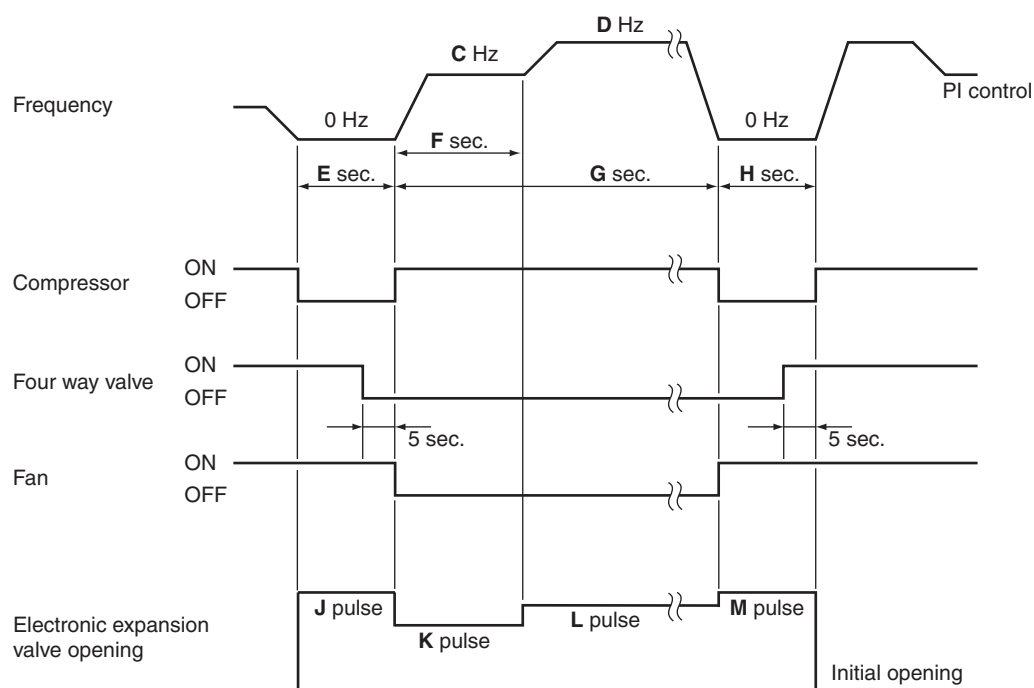 D Hz
C Hz
PI control
Frequency
0 Hz
0 Hz
F sec.
E sec.
G sec.
H sec.
ON
Compressor
OFF
ON
Four way valve
OFF
5 sec.
5 sec.
ON
Fan
OFF
J pulse
M pulse
L pulse
K pulse
Electronic expansion
valve opening
Initial opening